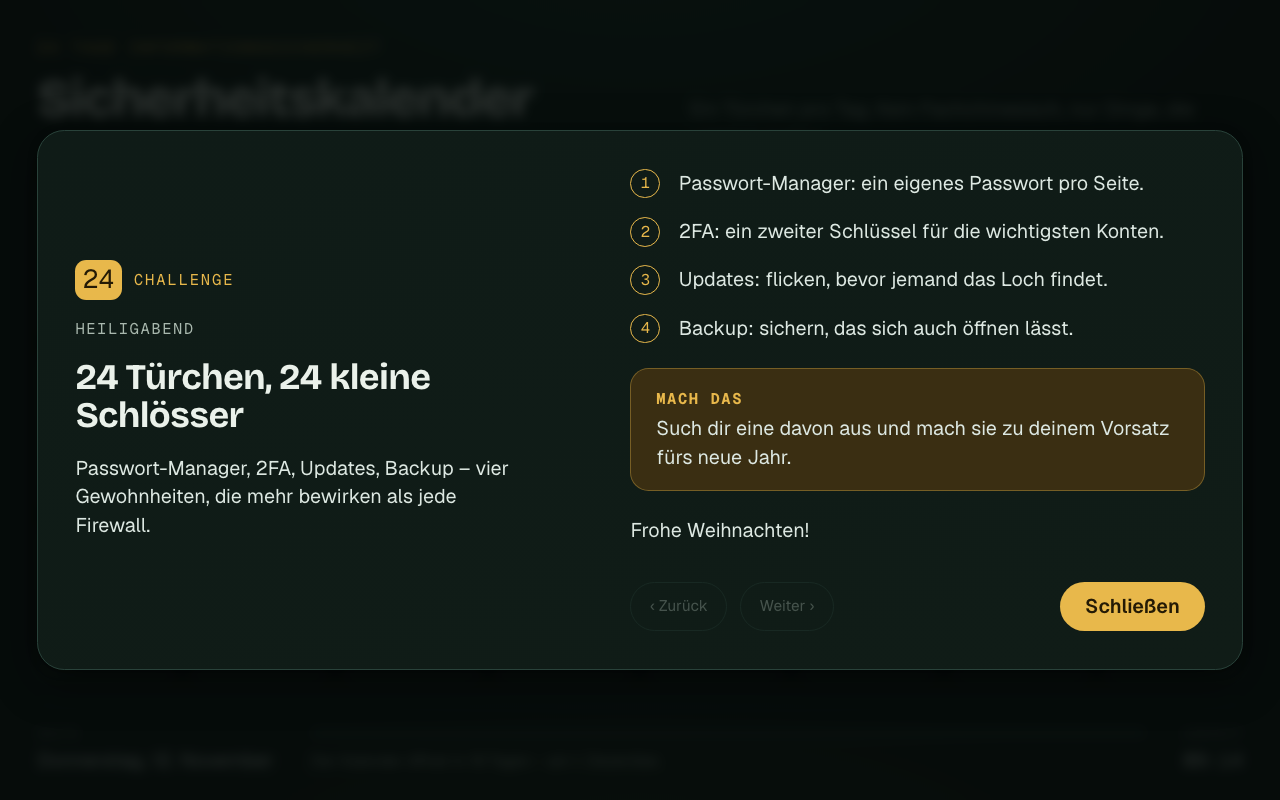 Sicherheitskalender
24 CHALLENGE
HEILIGABEND
24 Türchen, 24 kleine
Schlösser
Passwort-Manager, 2FA, Updates, Backup – vier
Gewohnheiten, die mehr bewirken als jede
Firewall.
1 Passwort-Manager: ein eigenes Passwort pro Seite.
2 2FA: ein zweiter Schlüssel für die wichtigsten Konten.
3 Updates: flicken, bevor jemand das Loch findet.
4 Backup: sichern, das sich auch öffnen lässt.
MACH DAS
Such dir eine davon aus und mach sie zu deinem Vorsatz
fürs neue Jahr.
Frohe Weihnachten!
‹ Zurück
Weiter ›
Schließen